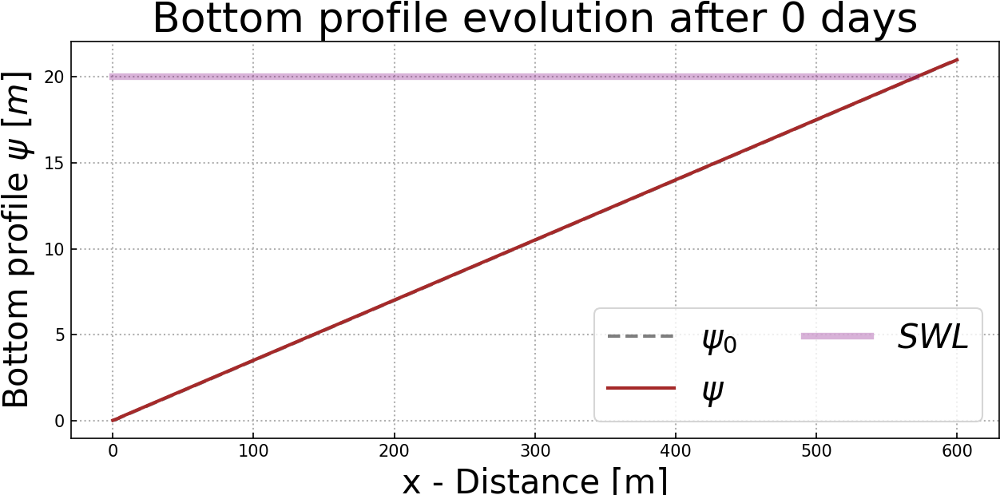 Bottom profile evolution after 0 days
Bottom profile ψ [m]
20
15
10
5
0
0 100 200 300 400 500 600
x - Distance [m]
ψ₀ SWL
ψ